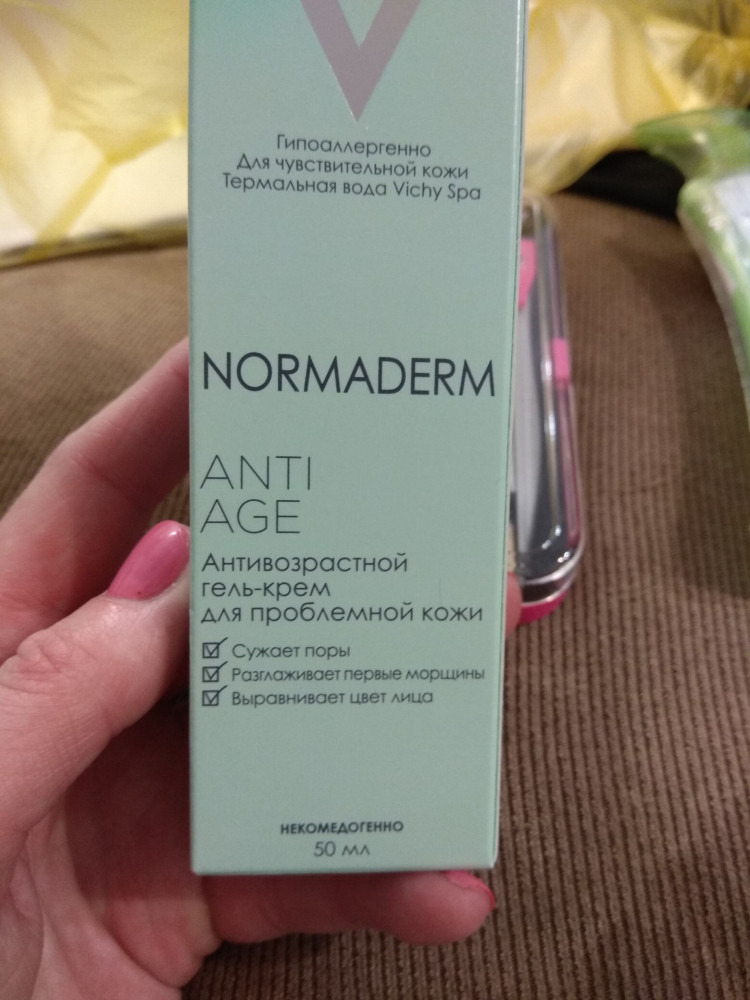 Гипоаллергенно
Для чувствительной кожи
Термальная вода Vichy Spa
NORMADERM
ANTI
AGE
Антивозрастной
гель-крем
для проблемной кожи
Сужает поры
Разглаживает первые морщины
Выравнивает цвет лица
НЕКОМЕДОГЕННО
50 мл